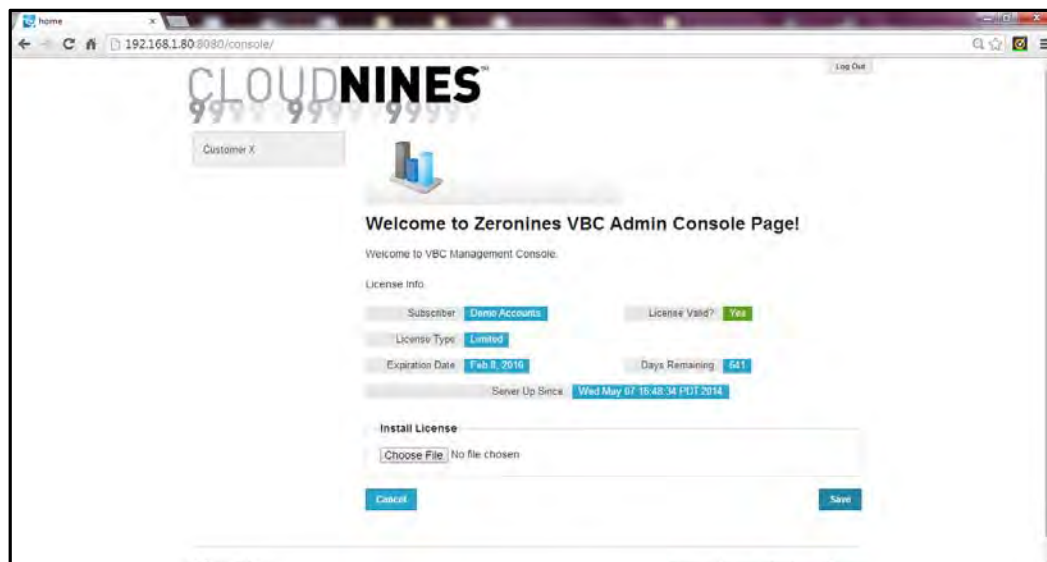 home
192.168.1.80:8080/console/
Log Out
CLOUDNINES
9999 9999 99999
Customer X
Welcome to Zeronines VBC Admin Console Page!
Welcome to VBC Management Console.
License Info
Subscriber Demo Accounts License Valid? Yes
License Type Limited
Expiration Date Feb 8, 2016 Days Remaining 641
Server Up Since Wed May 07 16:48:34 PDT 2014
Install License
Choose File No file chosen
Cancel Save